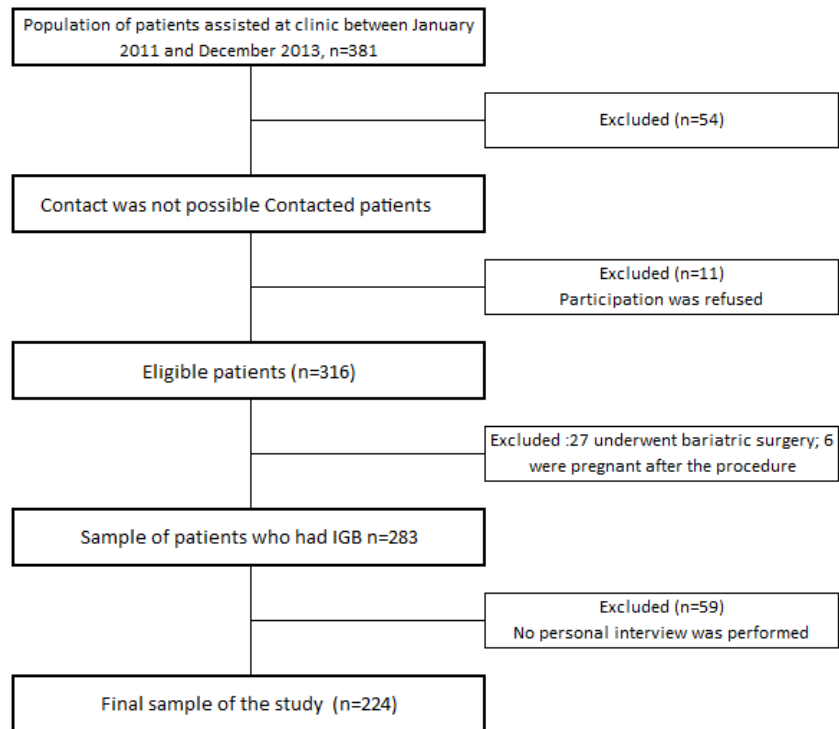 Population of patients assisted at clinic between January
2011 and December 2013, n=381
Excluded (n=54)
Contact was not possible Contacted patients
Excluded (n=11)
Participation was refused
Eligible patients (n=316)
Excluded :27 underwent bariatric surgery; 6
were pregnant after the procedure
Sample of patients who had IGB n=283
Excluded (n=59)
No personal interview was performed
Final sample of the study (n=224)